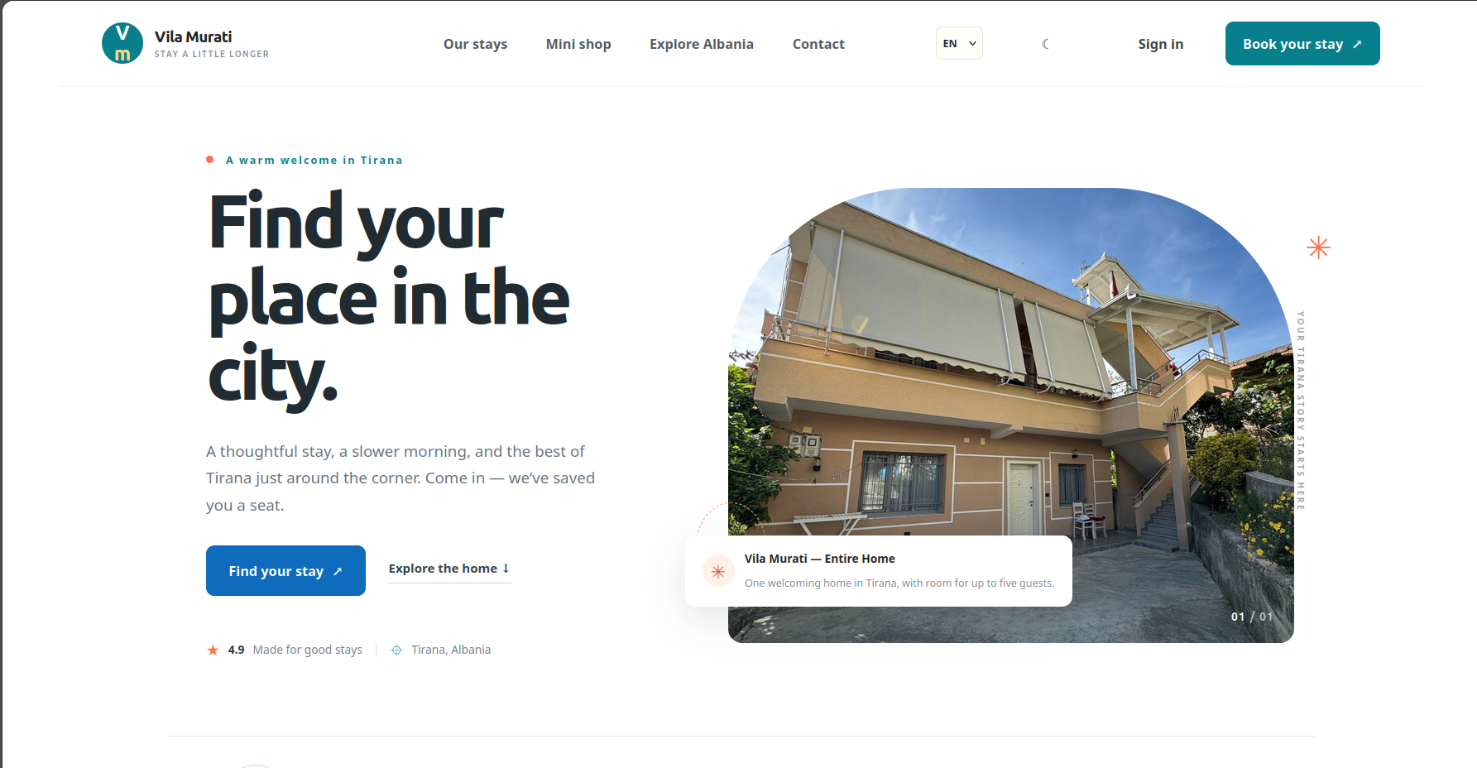 Vm
Vila Murati
STAY A LITTLE LONGER
Our stays
Mini shop
Explore Albania
Contact
EN
Sign in
Book your stay ↗
A warm welcome in Tirana
Find your
place in the
city.
A thoughtful stay, a slower morning, and the best of
Tirana just around the corner. Come in — we’ve saved
you a seat.
Find your stay ↗
Explore the home ↓
★ 4.9 Made for good stays
Tirana, Albania
YOUR TIRANA STORY STARTS HERE
Vila Murati — Entire Home
One welcoming home in Tirana, with room for up to five guests.
01 / 01